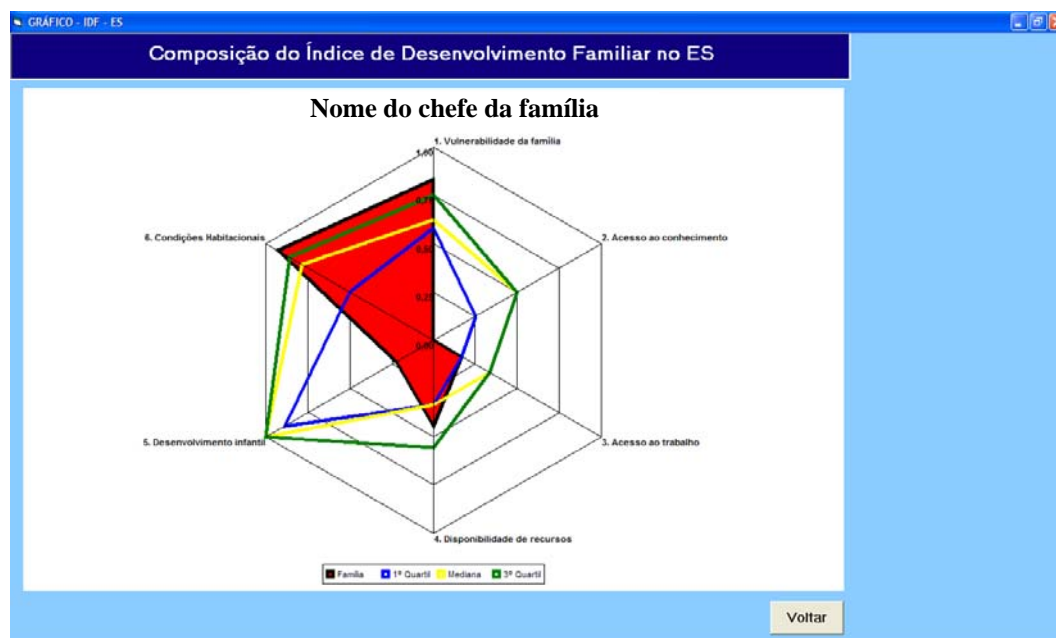 GRÁFICO - IDF - ES
Composição do Índice de Desenvolvimento Familiar no ES
Nome do chefe da família
1. Vulnerabilidade da família
1,00
0,75
6. Condições Habitacionais
2. Acesso ao conhecimento
0,50
0,25
0,00
5. Desenvolvimento infantil
3. Acesso ao trabalho
4. Disponibilidade de recursos
Família 1º Quartil Mediana 3º Quartil
Voltar